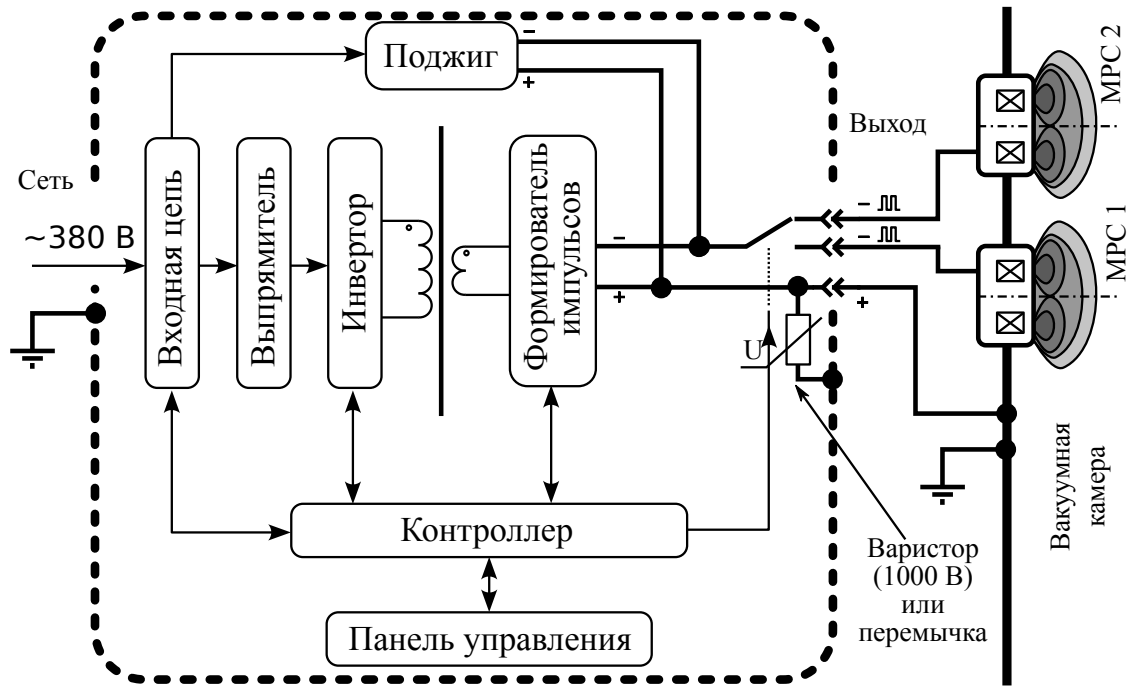 Поджиг
−
+
МРС 2
Выход
Сеть
~380 В
Входная цепь
Выпрямитель
Инвертор
Формирователь
импульсов
−
+
−
−
+
МРС 1
U
Контроллер
Панель управления
Варистор
(1000 В)
или
перемычка
Вакуумная
камера